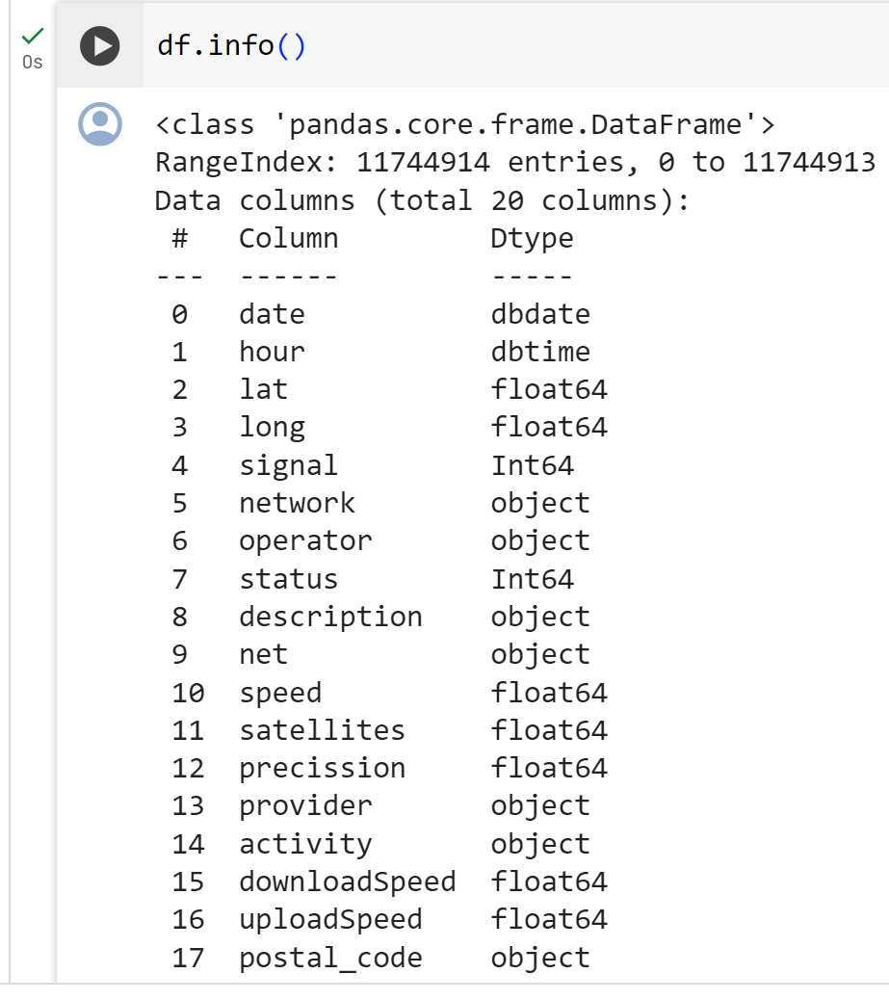 df.info()
0s
<class 'pandas.core.frame.DataFrame'>
RangeIndex: 11744914 entries, 0 to 11744913
Data columns (total 20 columns):
 #   Column         Dtype
---  ------         -----
 0   date           dbdate
 1   hour           dbtime
 2   lat            float64
 3   long           float64
 4   signal         Int64
 5   network        object
 6   operator       object
 7   status         Int64
 8   description    object
 9   net            object
 10  speed          float64
 11  satellites     float64
 12  precission     float64
 13  provider       object
 14  activity       object
 15  downloadSpeed  float64
 16  uploadSpeed    float64
 17  postal_code    object